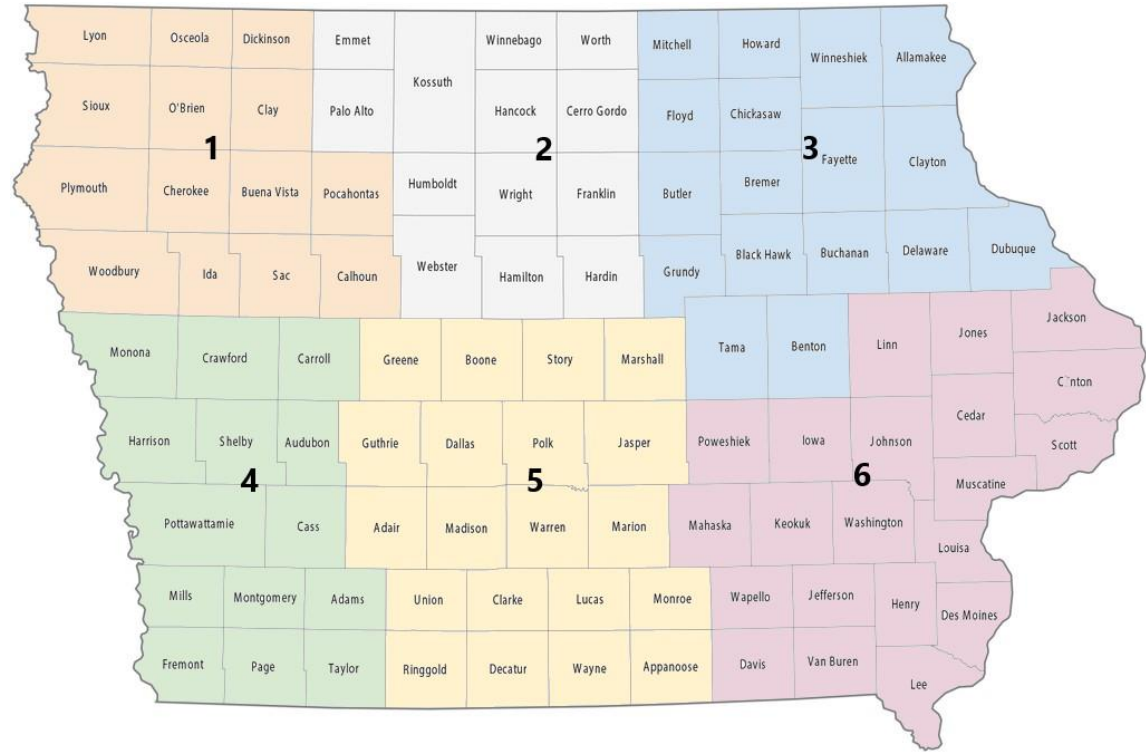 Lyon
Osceola
Dickinson
Emmet
Kossuth
Winnebago
Worth
Mitchell
Howard
Winneshiek
Allamakee
Sioux
O'Brien
Clay
Palo Alto
Hancock
Cerro Gordo
Floyd
Chickasaw
1
2
3
Fayette
Clayton
Plymouth
Cherokee
Buena Vista
Pocahontas
Humboldt
Wright
Franklin
Butler
Bremer
Woodbury
Ida
Sac
Calhoun
Webster
Hamilton
Hardin
Grundy
Black Hawk
Buchanan
Delaware
Dubuque
Monona
Crawford
Carroll
Greene
Boone
Story
Marshall
Tama
Benton
Linn
Jones
Jackson
Clinton
Cedar
Harrison
Shelby
Audubon
Guthrie
Dallas
Polk
Jasper
Poweshiek
Iowa
Johnson
Scott
4
5
6
Muscatine
Pottawattamie
Cass
Adair
Madison
Warren
Marion
Mahaska
Keokuk
Washington
Louisa
Mills
Montgomery
Adams
Union
Clarke
Lucas
Monroe
Wapello
Jefferson
Henry
Des Moines
Fremont
Page
Taylor
Ringgold
Decatur
Wayne
Appanoose
Davis
Van Buren
Lee